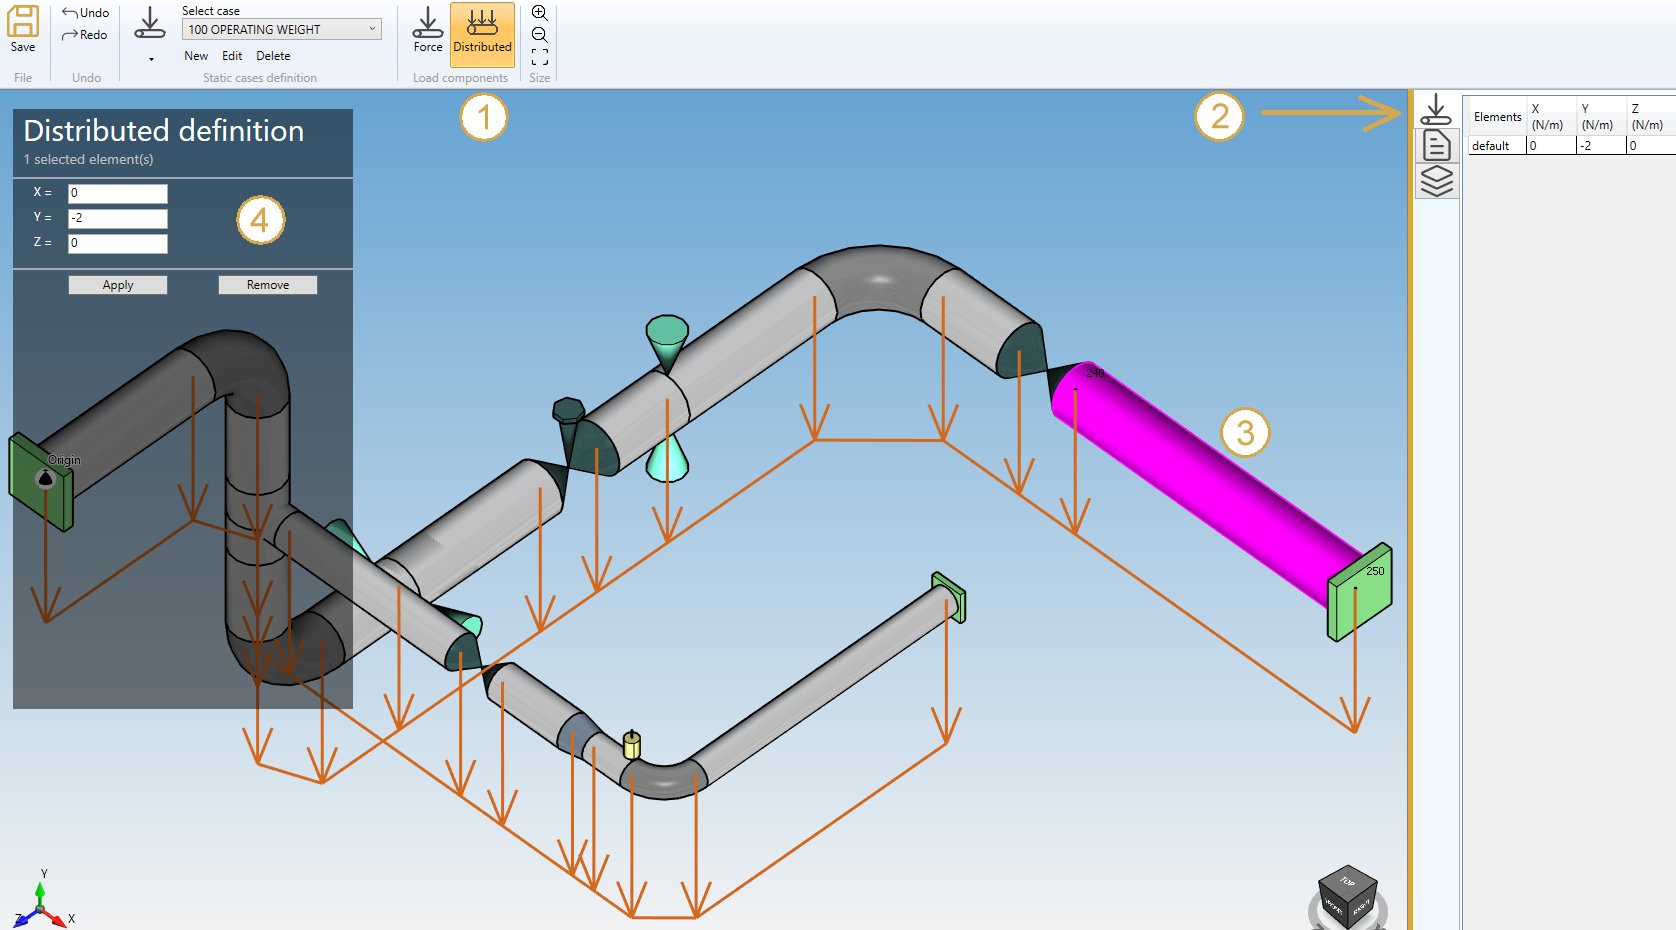 Save
File
Undo
Redo
Undo
Select case
100 OPERATING WEIGHT
New Edit Delete
Static cases definition
Force
Distributed
Load components
Size
1
2
Distributed definition
1 selected element(s)
X = 0
Y = -2
Z = 0
4
Apply Remove
Origin
240
3
250
Elements X (N/m) Y (N/m) Z (N/m)
default 0 -2 0
Y
Z
X
TOP
RIGHT